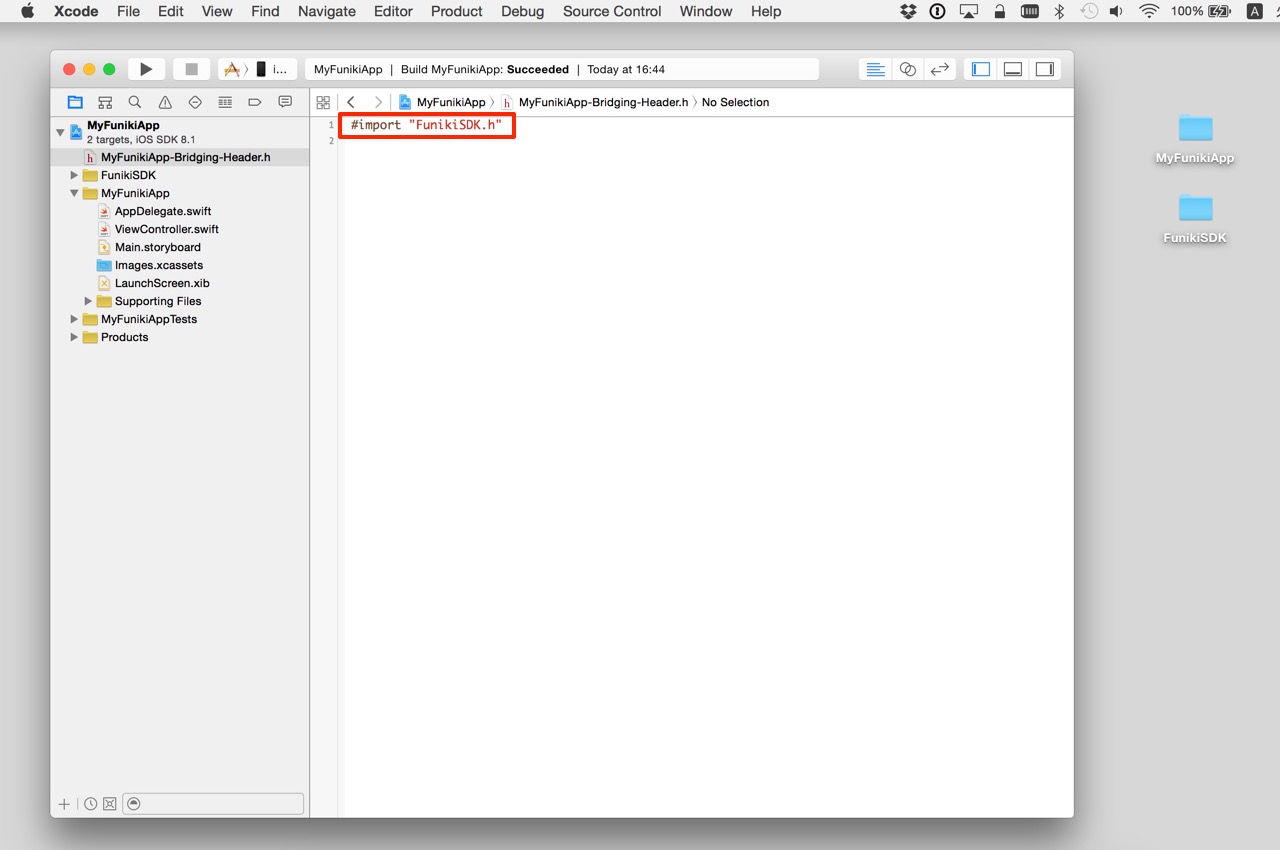 Xcode File Edit View Find Navigate Editor Product Debug Source Control Window Help 100% A
i... MyFunikiApp | Build MyFunikiApp: Succeeded | Today at 16:44
MyFunikiApp MyFunikiApp-Bridging-Header.h No Selection
MyFunikiApp
2 targets, iOS SDK 8.1
MyFunikiApp-Bridging-Header.h
FunikiSDK
MyFunikiApp
AppDelegate.swift
ViewController.swift
Main.storyboard
Images.xcassets
LaunchScreen.xib
Supporting Files
MyFunikiAppTests
Products
1 #import "FunikiSDK.h"
2
MyFunikiApp
FunikiSDK